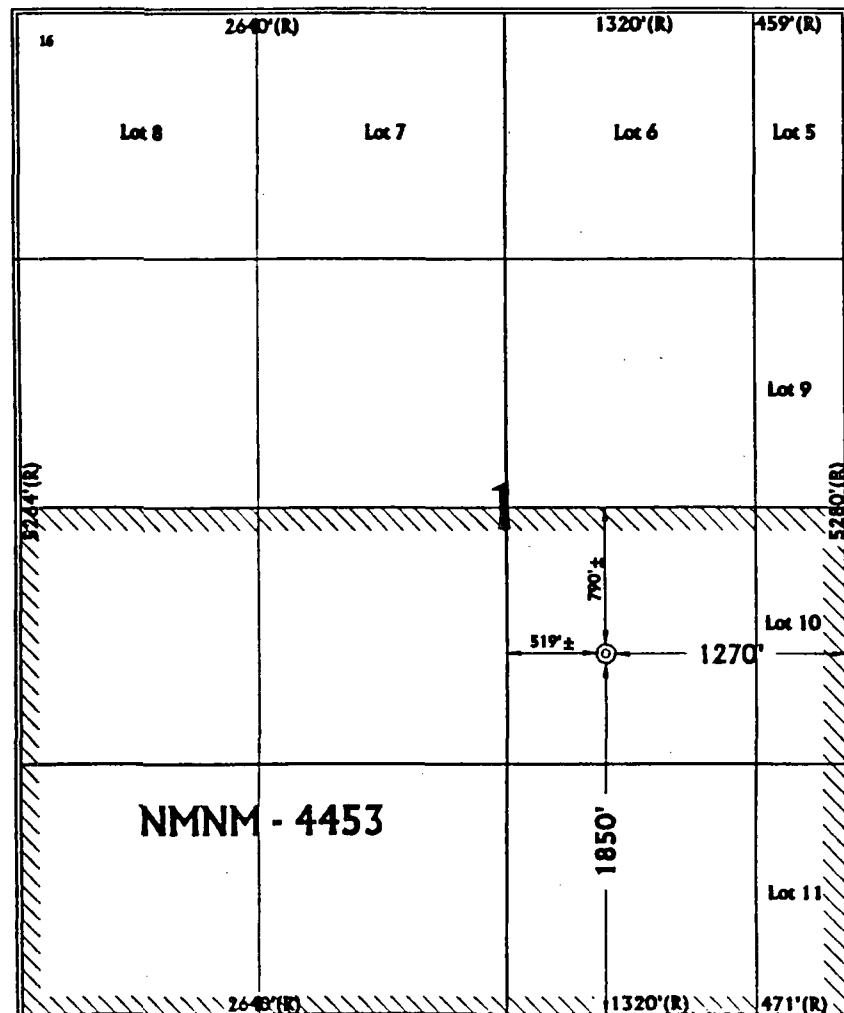 16
2640'(R)
1320'(R)
459'(R)
Lot 8
Lot 7
Lot 6
Lot 5
Lot 9
5264'(R)
1
5280'(R)
790'±
Lot 10
519'±
1270'
NMNM - 4453
1850'
Lot 11
2640'(R)
1320'(R)
471'(R)